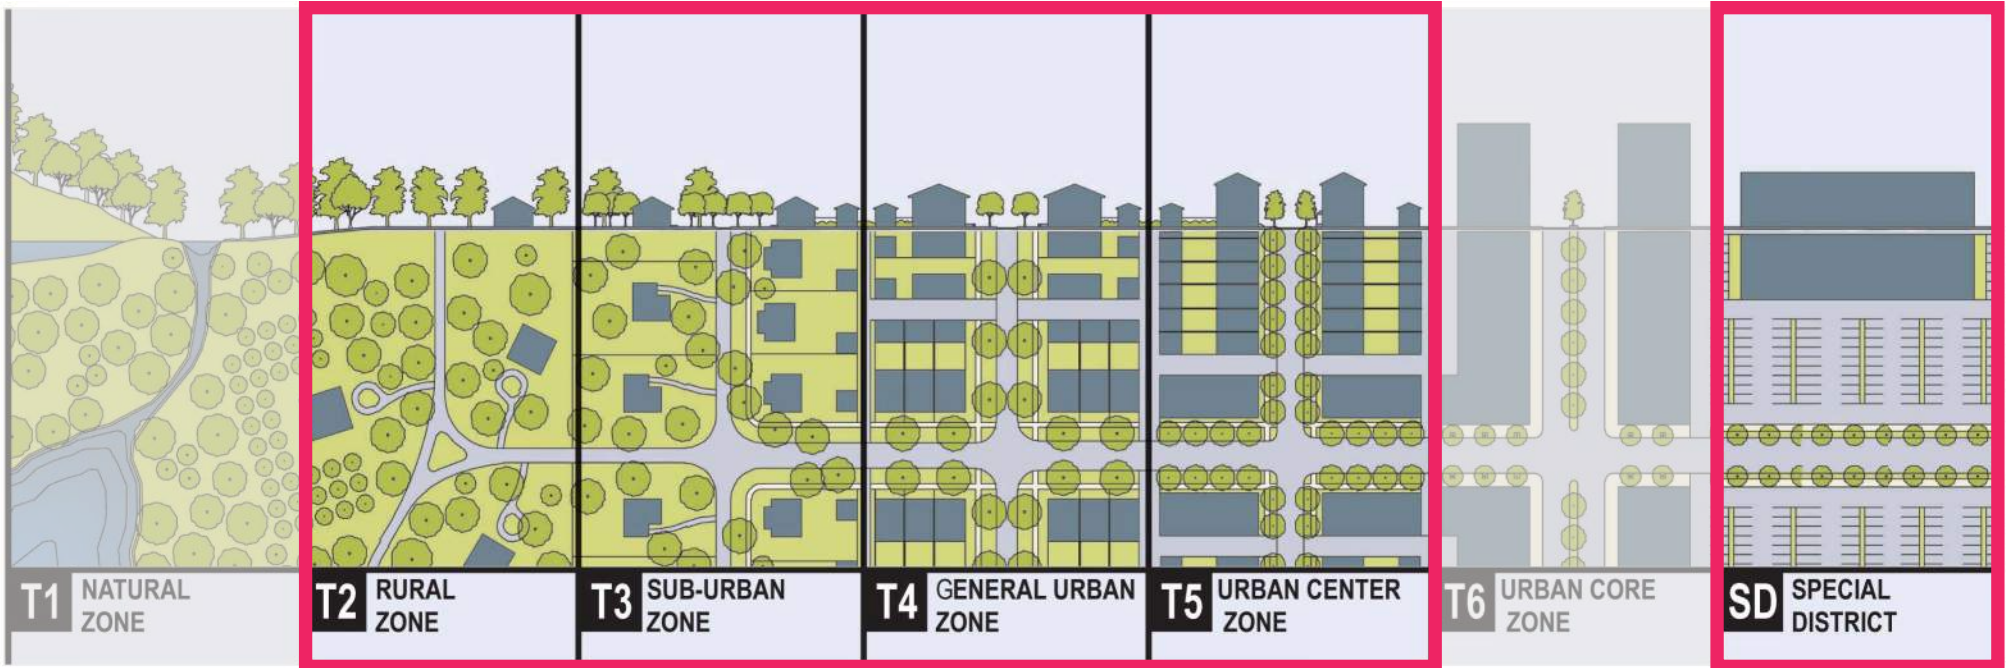 T1 NATURAL
ZONE
T2 RURAL
ZONE
T3 SUB-URBAN
ZONE
T4 GENERAL URBAN
ZONE
T5 URBAN CENTER
ZONE
T6 URBAN CORE
ZONE
SD SPECIAL
DISTRICT